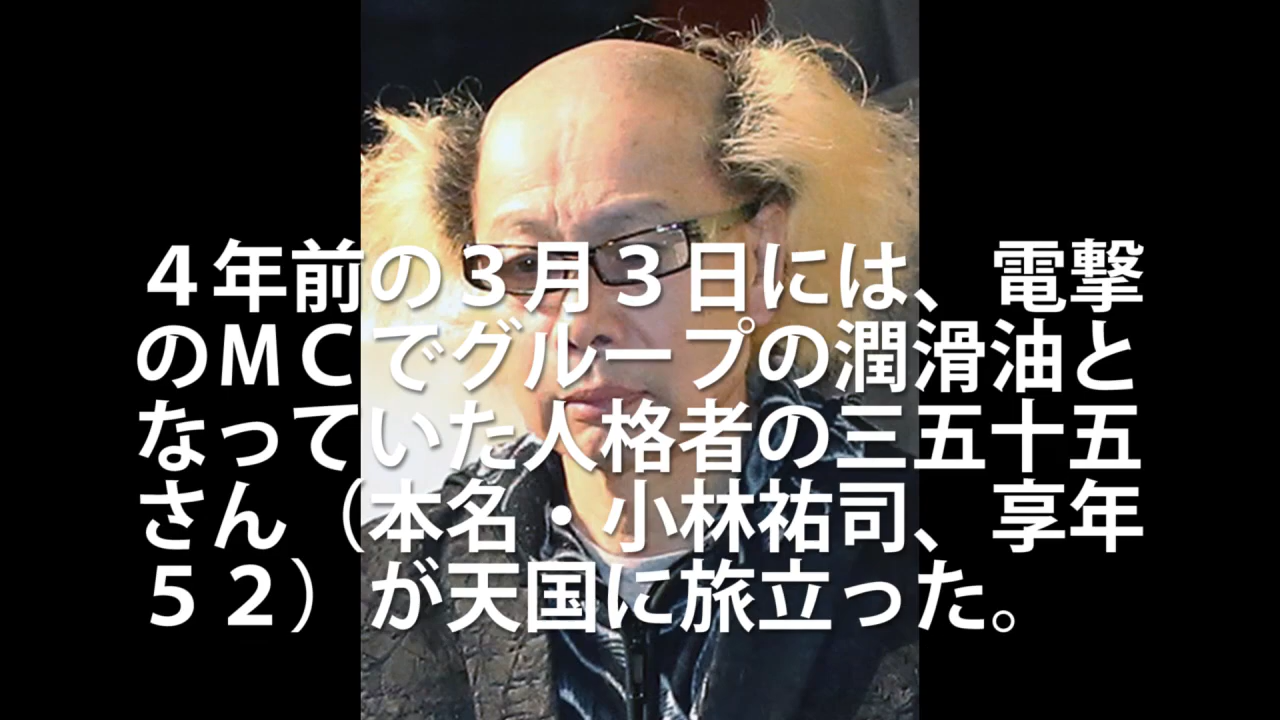 ４年前の３月３日には、電撃
のＭＣでグループの潤滑油と
なっていた人格者の三五十五
さん（本名・小林祐司、享年
５２）が天国に旅立った。